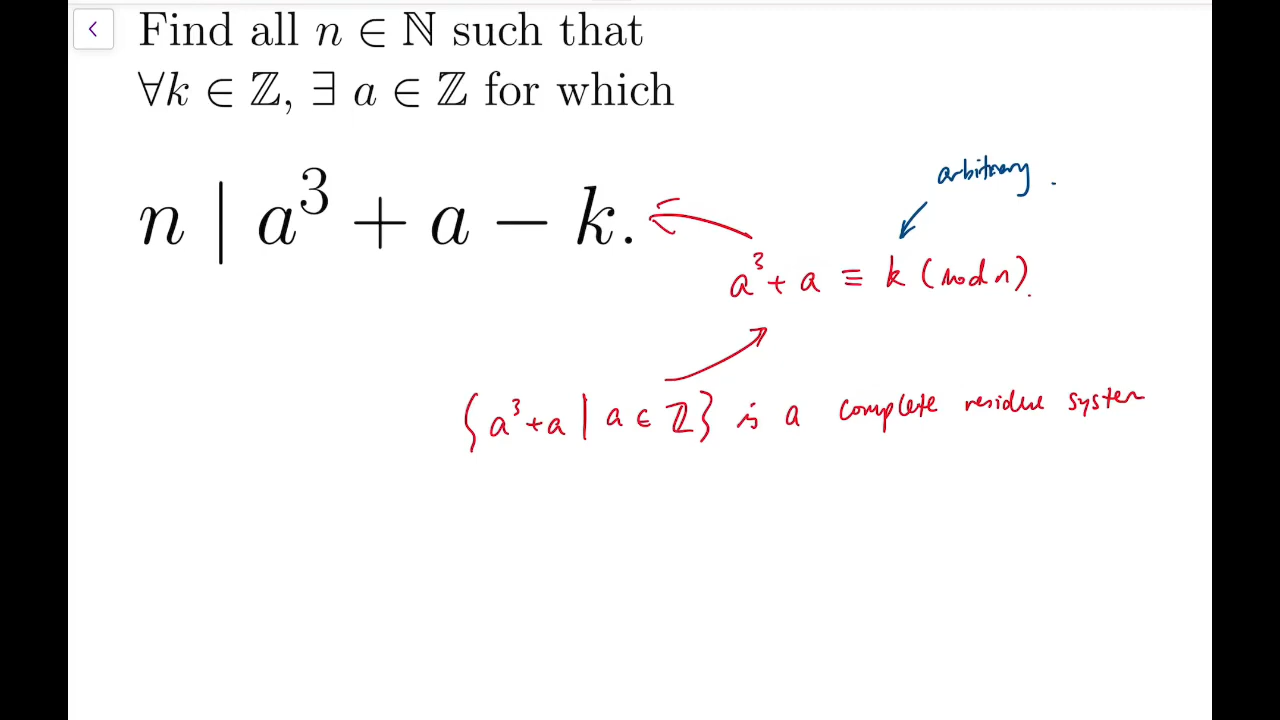 Find all n ∈ ℕ such that
∀k ∈ ℤ, ∃ a ∈ ℤ for which
n | a³ + a − k.
arbitrary.
a³ + a ≡ k (mod n).
{a³+a | a ∈ ℤ} is a complete residue system